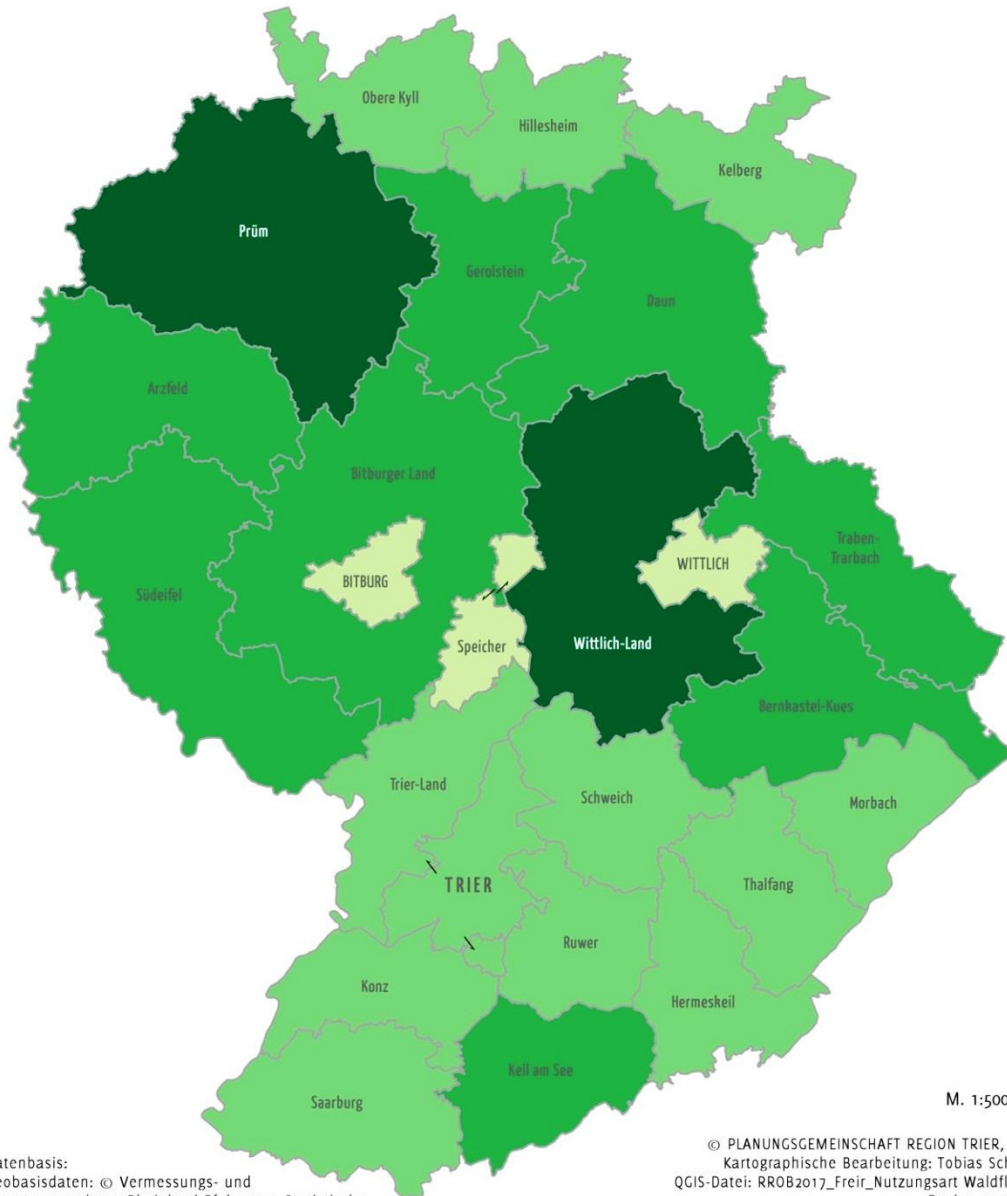 Obere Kyll
Hillesheim
Kelberg
Prüm
Gerolstein
Daun
Arzfeld
Bitburger Land
Traben-
Trarbach
BITBURG
WITTLICH
Südeifel
Speicher
Wittlich-Land
Bernkastel-Kues
Trier-Land
Schweich
Morbach
TRIER
Thalfang
Ruwer
Konz
Hermeskeil
Kell am See
Saarburg
M. 1:500
atenbasis:
eobasisdaten: © Vermessungs- und
© PLANUNGSGEMEINSCHAFT REGION TRIER,
Kartographische Bearbeitung: Tobias Sch
QGIS-Datei: RROB2017_Freir_Nutzungsart Waldfl